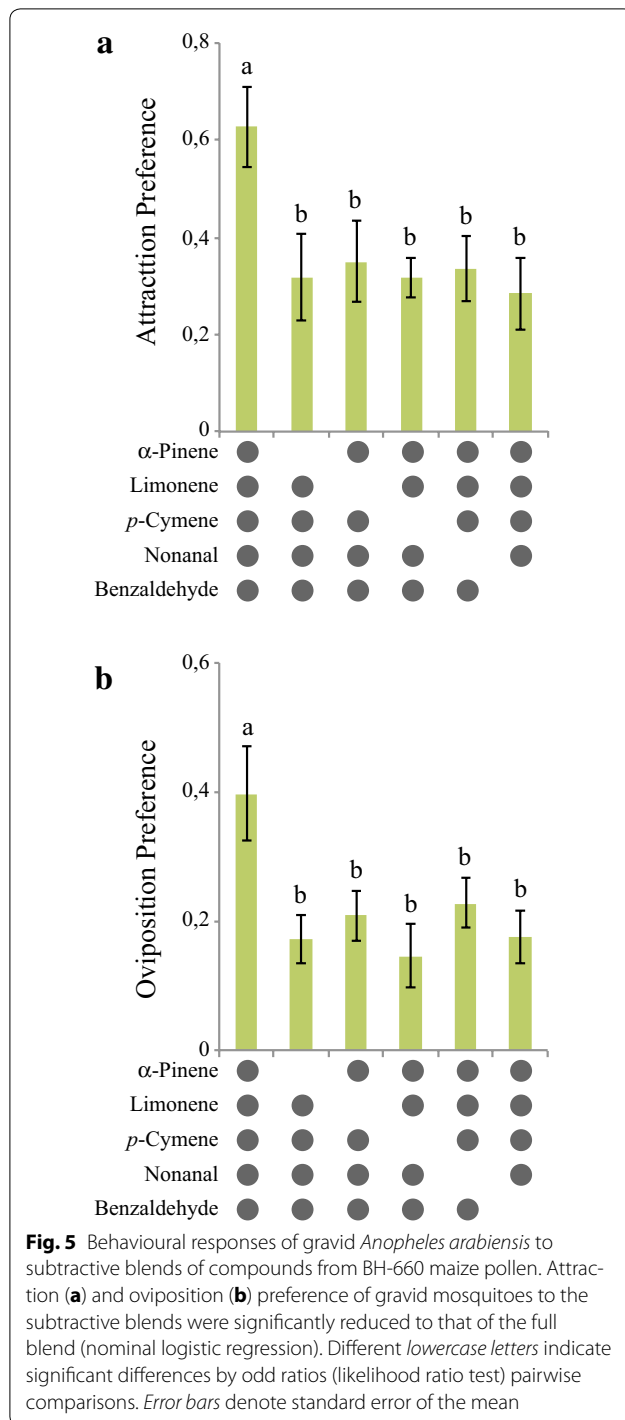 a
0,8
0,6
0,4
0,2
0
Attracttion Preference
a
b
b
b
b
b
α-Pinene
Limonene
p-Cymene
Nonanal
Benzaldehyde
b
0,6
0,4
0,2
0
Oviposition Preference
a
b
b
b
b
b
α-Pinene
Limonene
p-Cymene
Nonanal
Benzaldehyde
Fig. 5 Behavioural responses of gravid Anopheles arabiensis to
subtractive blends of compounds from BH-660 maize pollen. Attrac-
tion (a) and oviposition (b) preference of gravid mosquitoes to the
subtractive blends were significantly reduced to that of the full
blend (nominal logistic regression). Different lowercase letters indicate
significant differences by odd ratios (likelihood ratio test) pairwise
comparisons. Error bars denote standard error of the mean